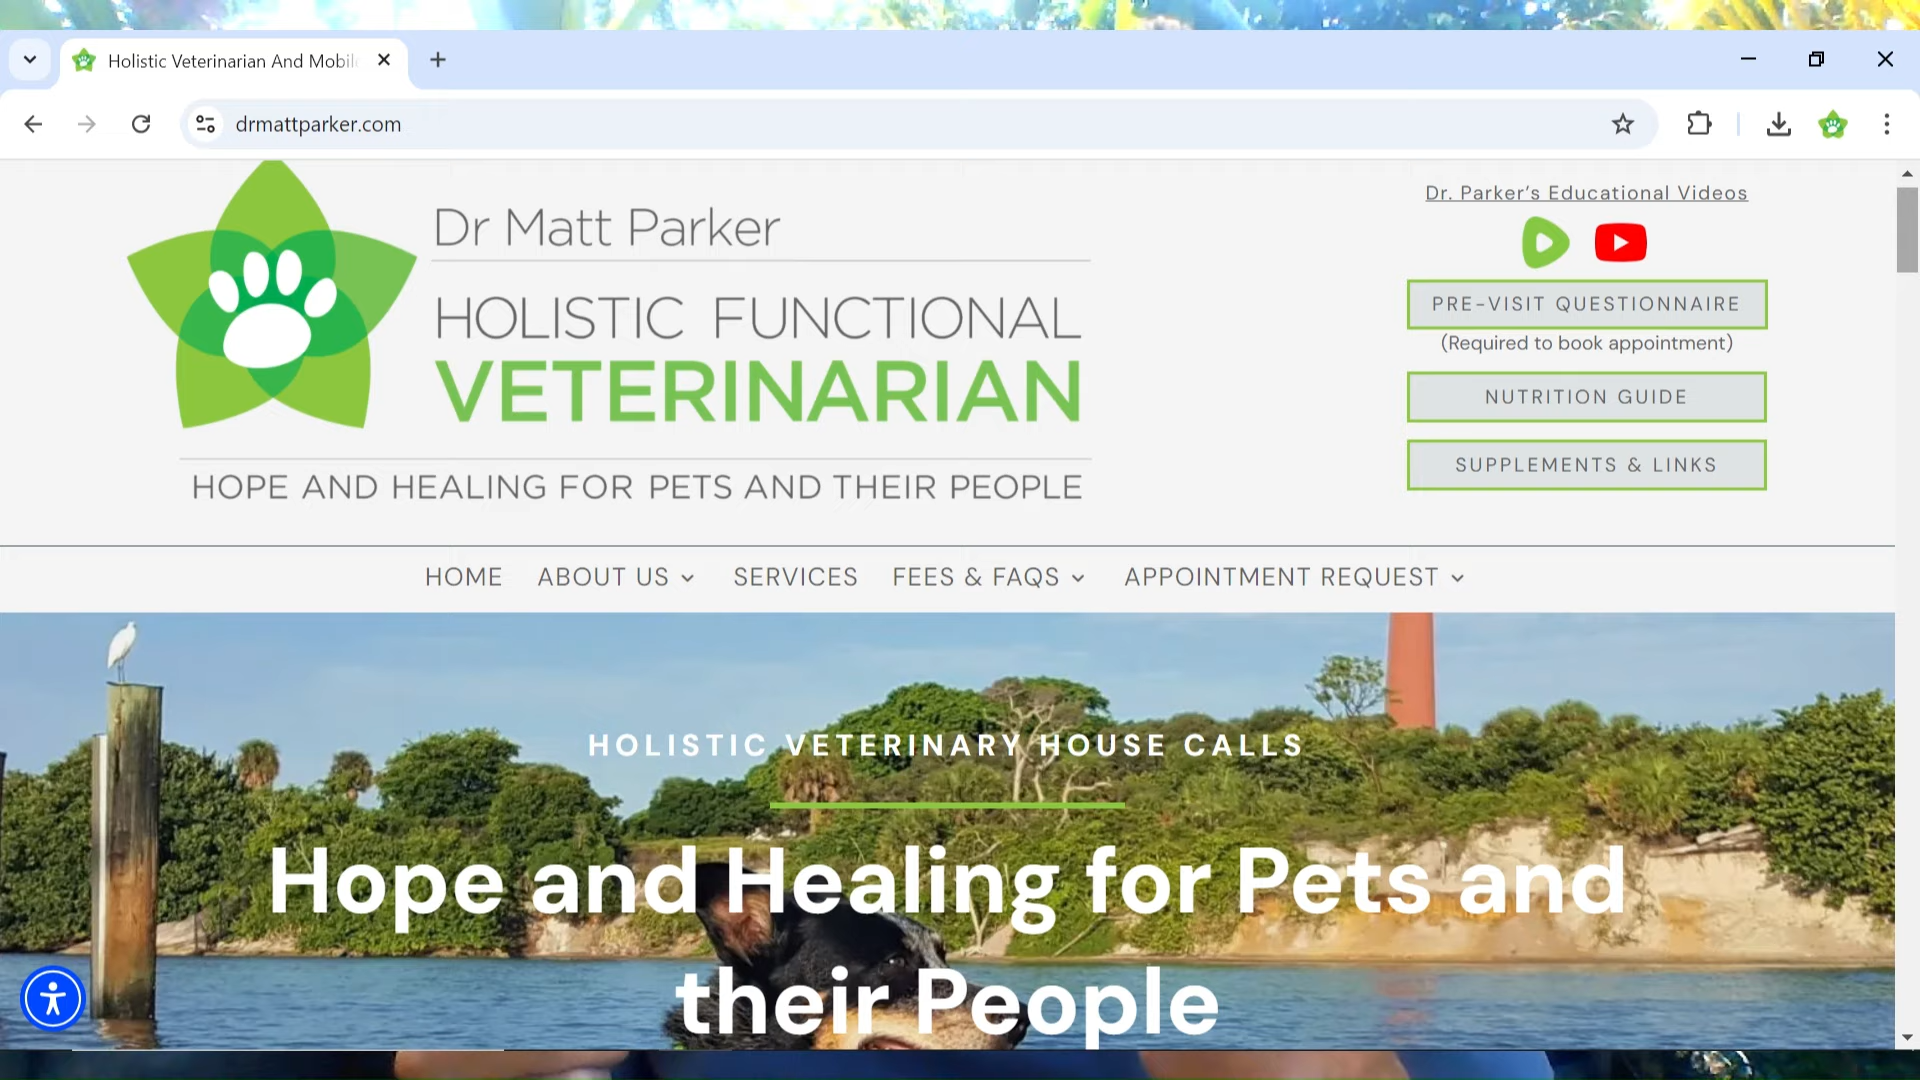 Holistic Veterinarian And Mobile
drmattparker.com
Dr. Parker's Educational Videos
Dr Matt Parker
HOLISTIC FUNCTIONAL
VETERINARIAN
HOPE AND HEALING FOR PETS AND THEIR PEOPLE
PRE-VISIT QUESTIONNAIRE
(Required to book appointment)
NUTRITION GUIDE
SUPPLEMENTS & LINKS
HOME ABOUT US SERVICES FEES & FAQS APPOINTMENT REQUEST
HOLISTIC VETERINARY HOUSE CALLS
Hope and Healing for Pets and
their People